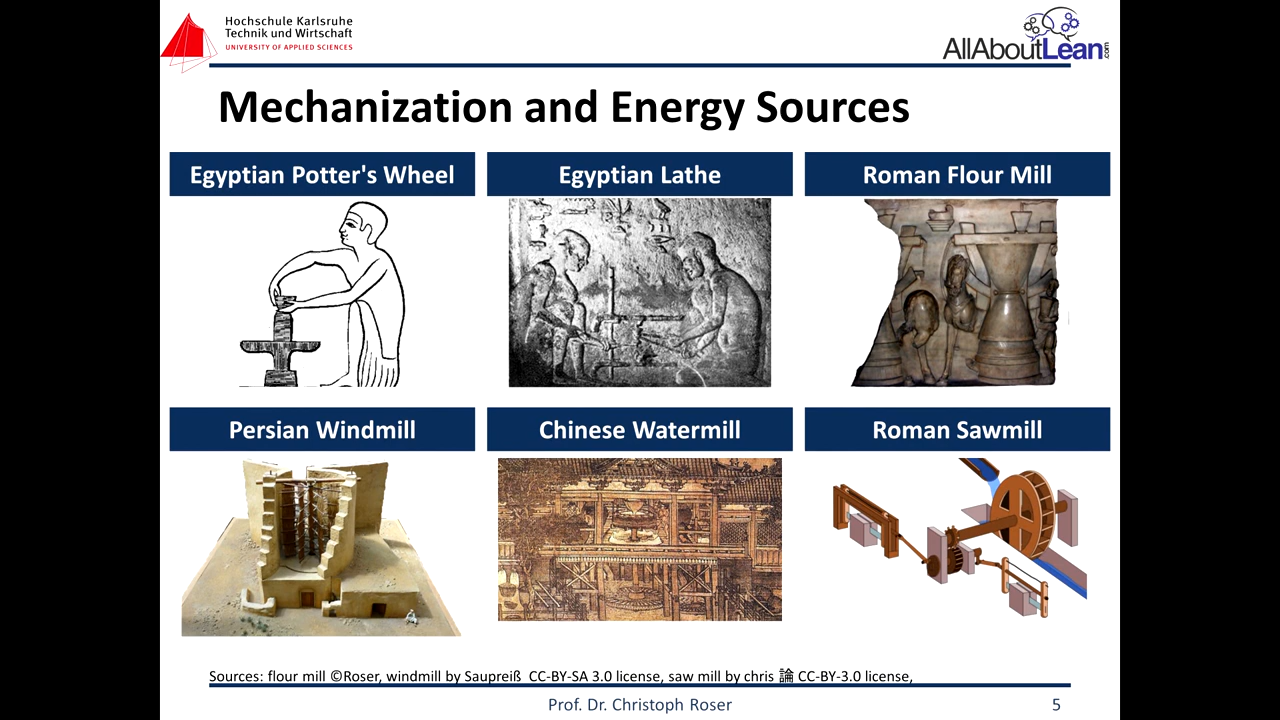 Hochschule Karlsruhe
Technik und Wirtschaft
UNIVERSITY OF APPLIED SCIENCES
AllAboutLean.com
Mechanization and Energy Sources
Egyptian Potter's Wheel
Egyptian Lathe
Roman Flour Mill
Persian Windmill
Chinese Watermill
Roman Sawmill
Sources: flour mill ©Roser, windmill by Saupreiß  CC-BY-SA 3.0 license, saw mill by chris 論 CC-BY-3.0 license,
Prof. Dr. Christoph Roser
5